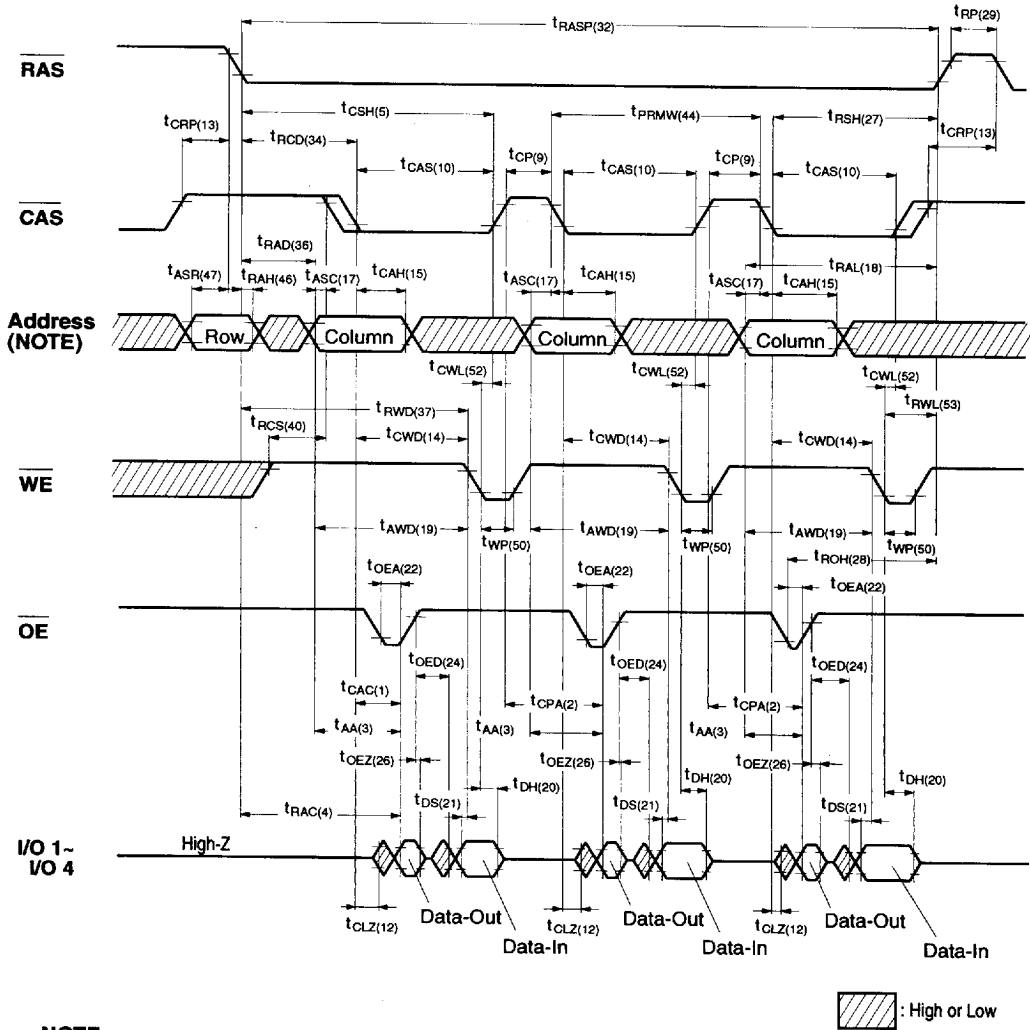 tRASP(32) tRP(29)
RAS
tCSH(5) tPRMW(44) tRSH(27)
tCRP(13) tRCD(34) tCRP(13)
tCAS(10) tCP(9) tCAS(10) tCP(9) tCAS(10)
CAS
tRAD(36) tRAL(18)
tASR(47) tRAH(46) tASC(17) tCAH(15) tASC(17) tCAH(15) tASC(17) tCAH(15)
Address
(NOTE)
Row Column Column Column
tCWL(52) tCWL(52) tCWL(52)
tRWD(37) tRWL(53)
tRCS(40) tCWD(14) tCWD(14) tCWD(14)
WE
tAWD(19) tWP(50) tAWD(19) tWP(50) tAWD(19) tWP(50)
tROH(28)
tOEA(22) tOEA(22) tOEA(22)
OE
tOED(24) tOED(24) tOED(24)
tCAC(1) tCPA(2) tCPA(2)
tAA(3) tAA(3) tAA(3)
tOEZ(26) tOEZ(26) tOEZ(26)
tDS(21) tDH(20) tDS(21) tDH(20) tDS(21) tDH(20)
tRAC(4)
I/O 1~
I/O 4
High-Z
tCLZ(12) Data-Out tCLZ(12) Data-Out tCLZ(12) Data-Out
Data-In Data-In Data-In
: High or Low
NOTE